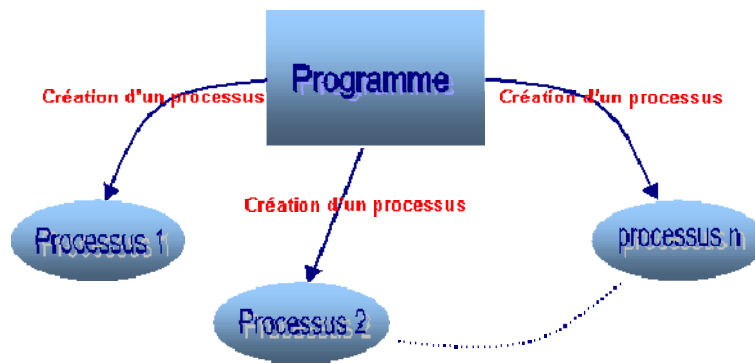 Programme
Création d'un processus
Création d'un processus
Création d'un processus
Processus 1
processus n
Processus 2